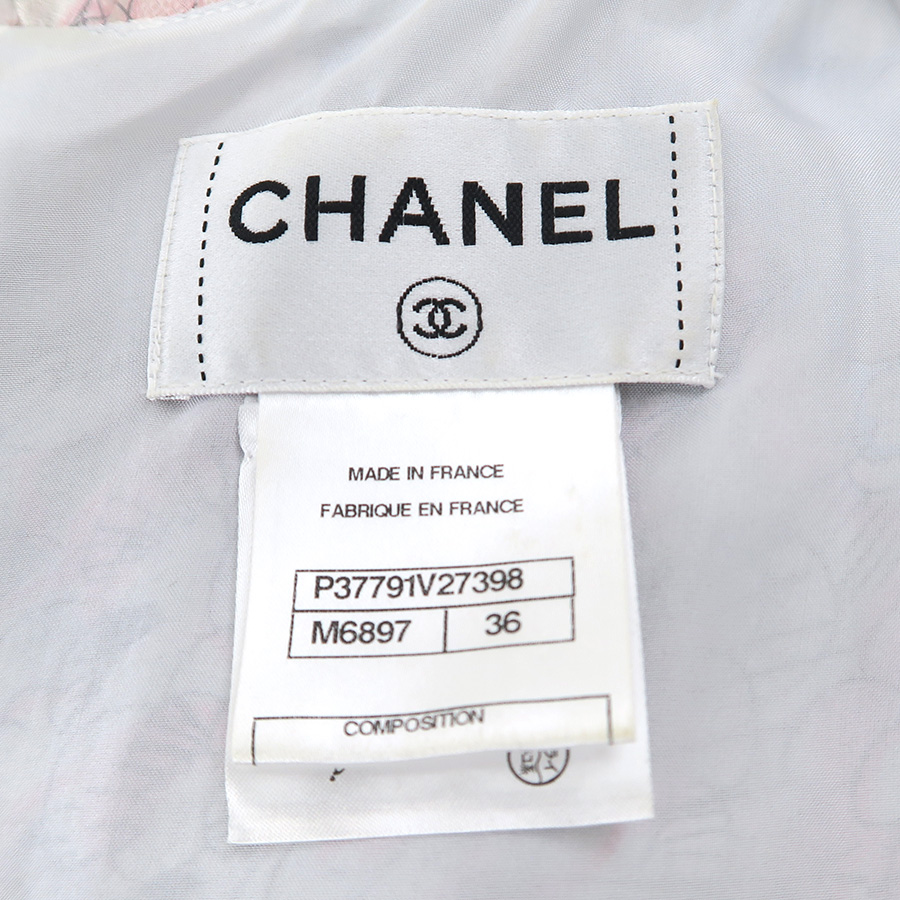 CHANEL
MADE IN FRANCE
FABRIQUE EN FRANCE
P37791V27398
M6897 36
COMPOSITION